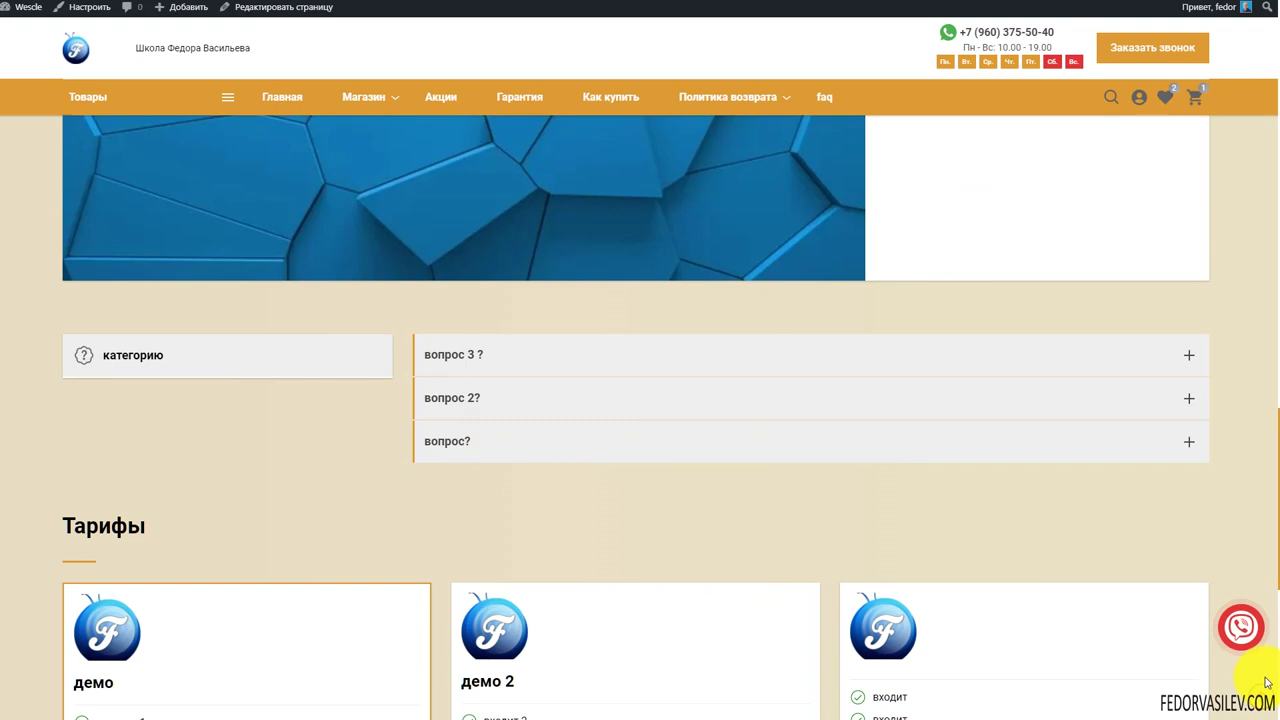 Wescle Настроить 0 Добавить Редактировать страницу Привет, fedor
Школа Федора Васильева
+7 (960) 375-50-40
Пн - Вс: 10.00 - 19.00
Пн. Вт. Ср. Чт. Пт. Сб. Вс.
Заказать звонок
Товары Главная Магазин Акции Гарантия Как купить Политика возврата faq 2 1
категорию
вопрос 3 ?
вопрос 2?
вопрос?
Тарифы
демо
демо 2
входит
FEDORVASILEV.COM